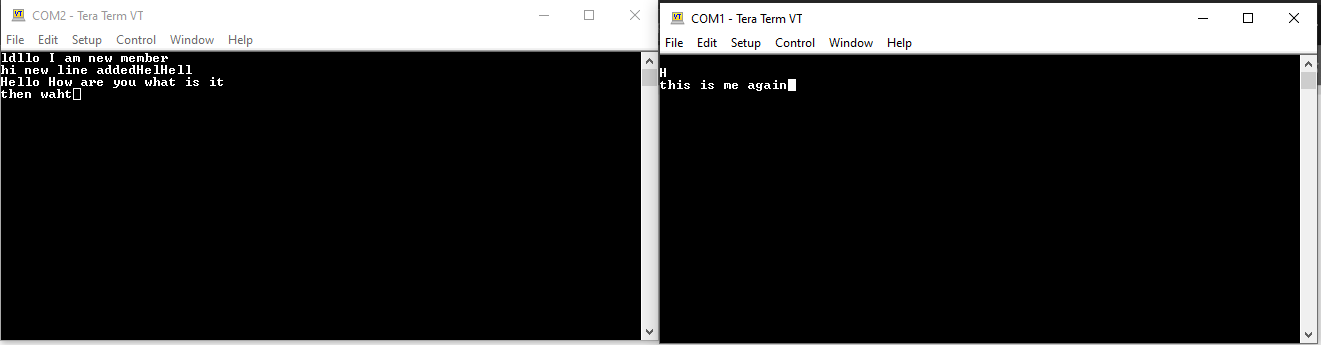 COM2 - Tera Term VT
File Edit Setup Control Window Help
ldllo I am new member
hi new line addedHelHell
Hello How are you what is it
then waht
COM1 - Tera Term VT
File Edit Setup Control Window Help
H
this is me again